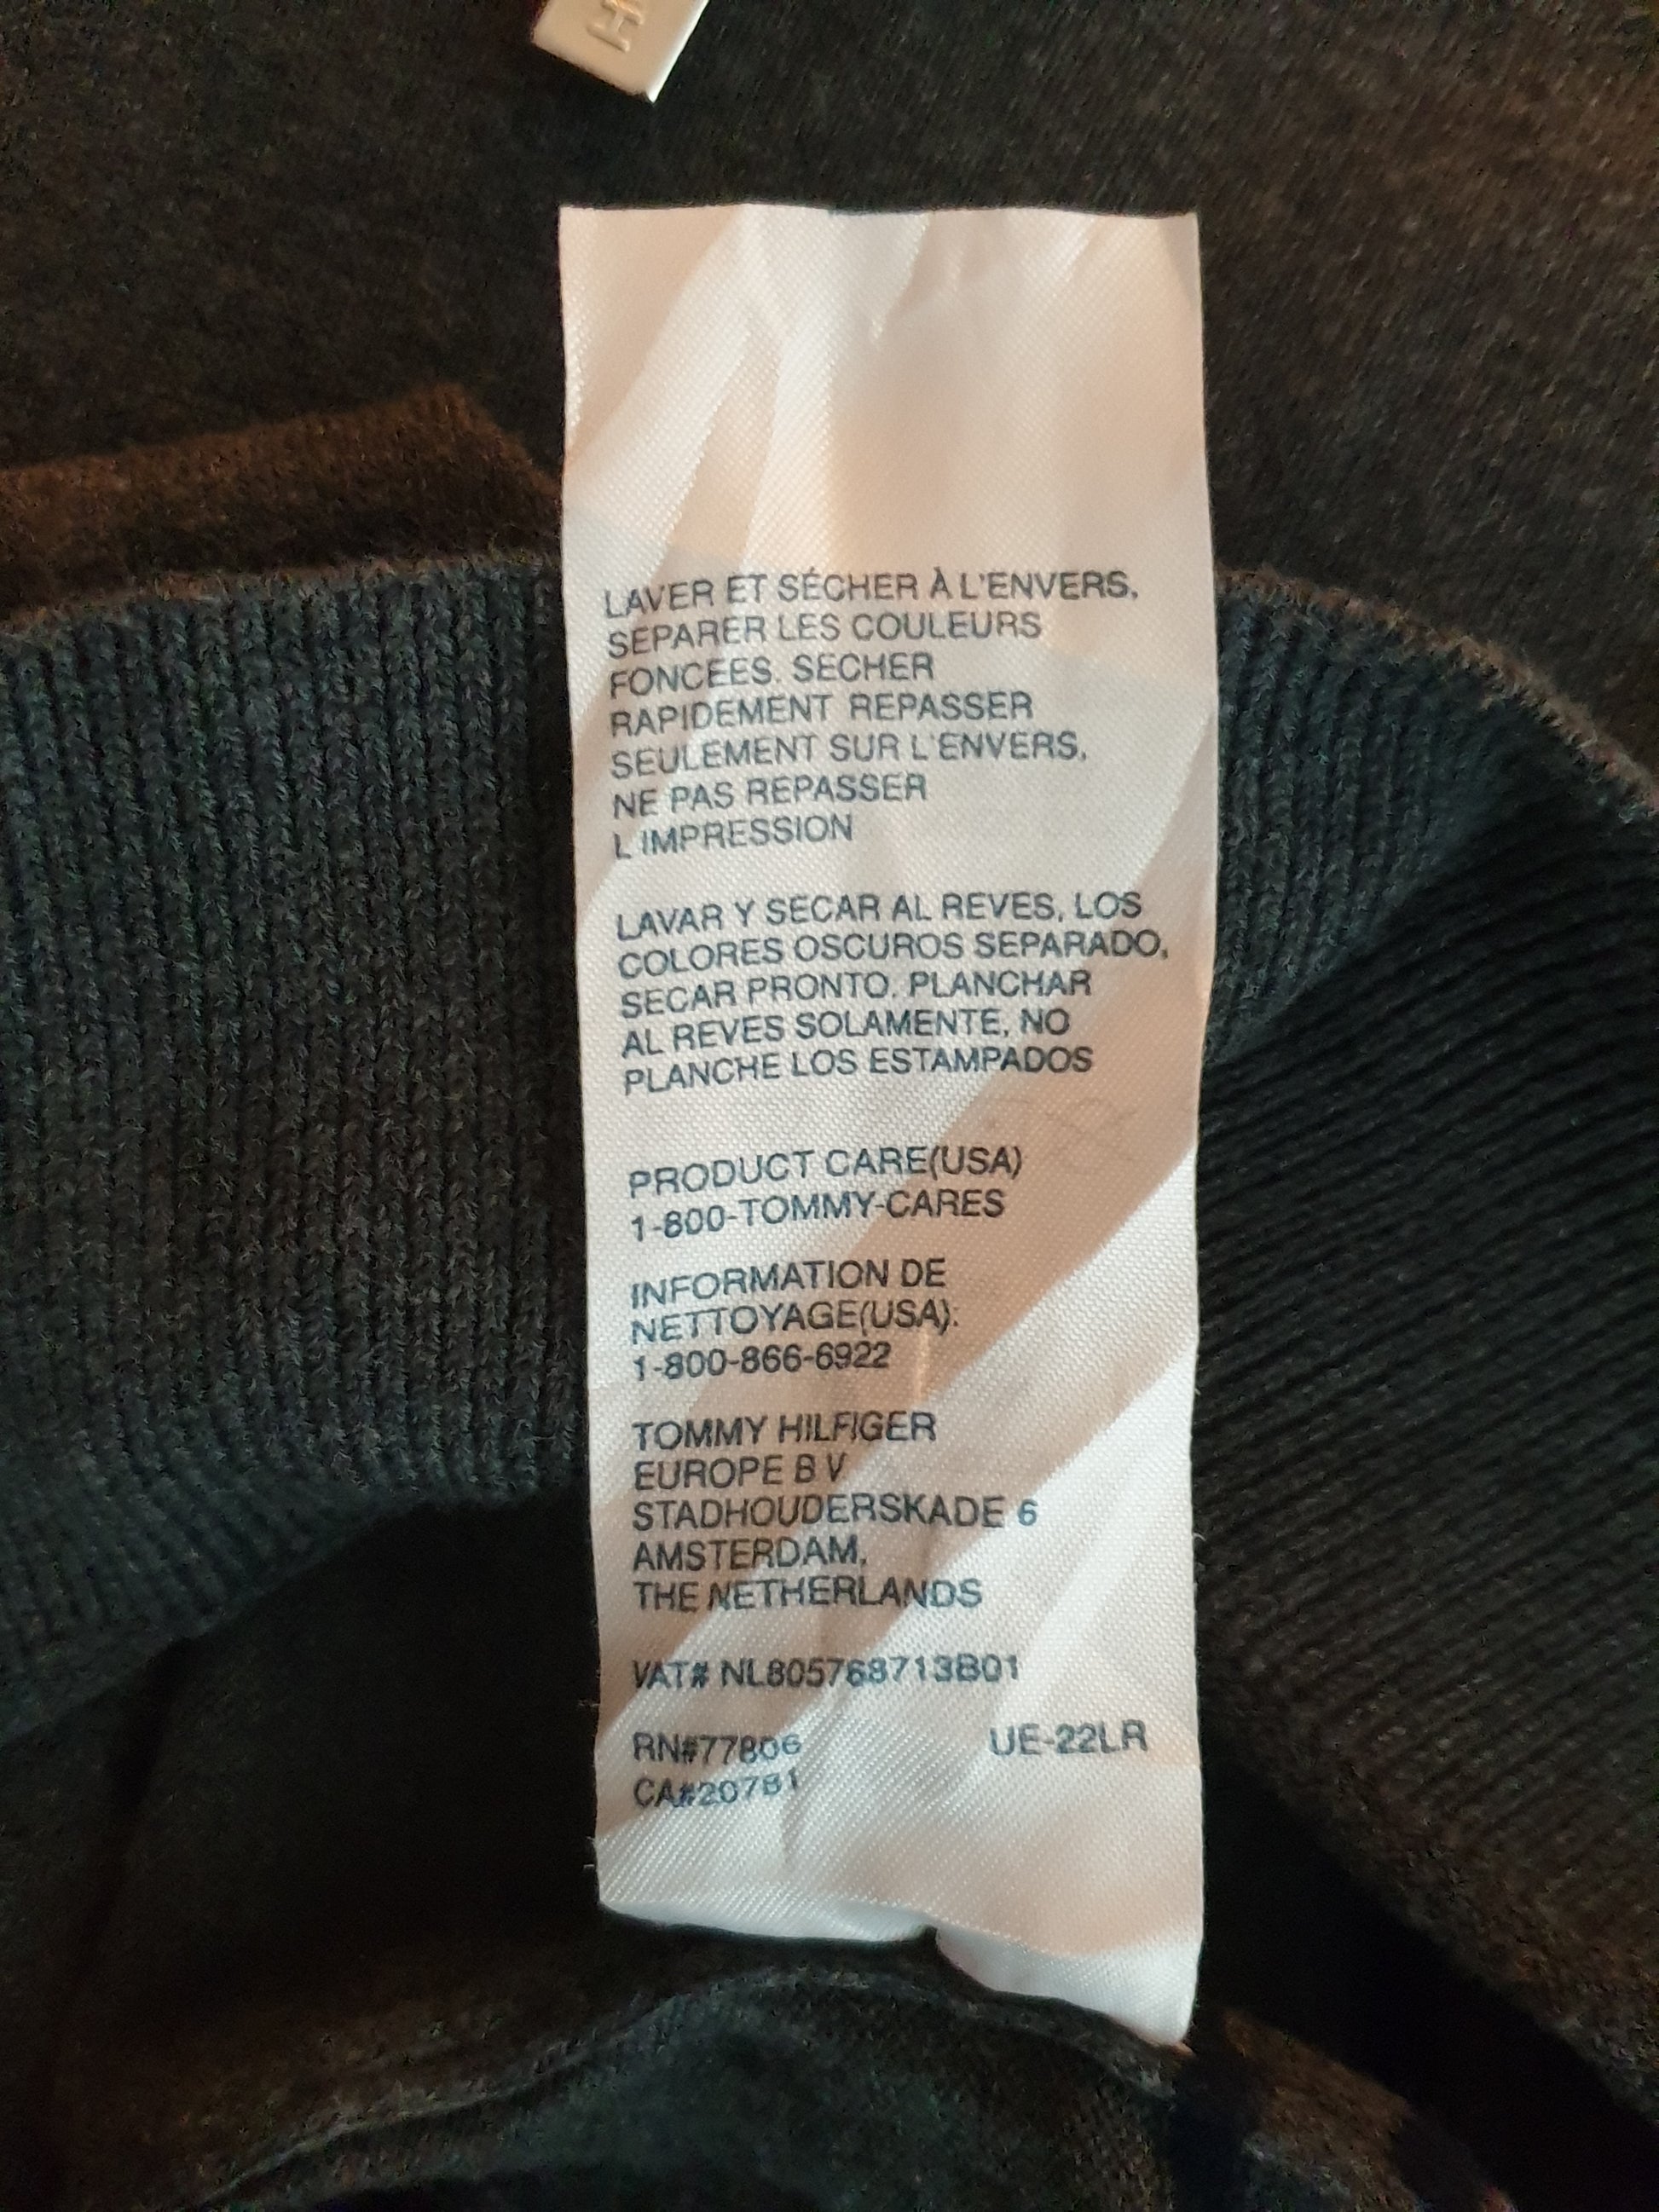 H
LAVER ET SÉCHER À L'ENVERS,
SEPARER LES COULEURS
FONCEES. SECHER
RAPIDEMENT REPASSER
SEULEMENT SUR L'ENVERS,
NE PAS REPASSER
L'IMPRESSION
LAVAR Y SECAR AL REVES, LOS
COLORES OSCUROS SEPARADO,
SECAR PRONTO. PLANCHAR
AL REVES SOLAMENTE, NO
PLANCHE LOS ESTAMPADOS
PRODUCT CARE(USA)
1-800-TOMMY-CARES
INFORMATION DE
NETTOYAGE(USA):
1-800-866-6922
TOMMY HILFIGER
EUROPE B V
STADHOUDERSKADE 6
AMSTERDAM,
THE NETHERLANDS
VAT# NL805768713B01
RN#77806 UE-22LR
CA#20781